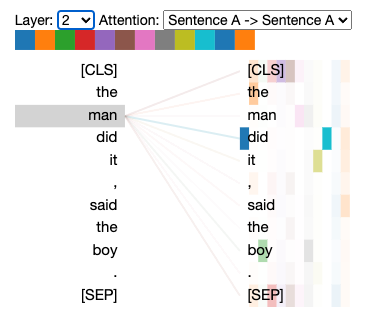 Layer: 2 Attention: Sentence A -> Sentence A
[CLS] [CLS]
the the
man man
did did
it it
, ,
said said
the the
boy boy
. .
[SEP] [SEP]